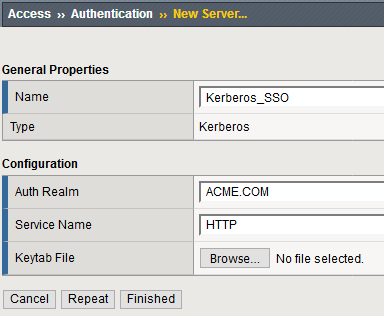 Access ›› Authentication ›› New Server...
General Properties
Name Kerberos_SSO
Type Kerberos
Configuration
Auth Realm ACME.COM
Service Name HTTP
Keytab File Browse... No file selected.
Cancel Repeat Finished